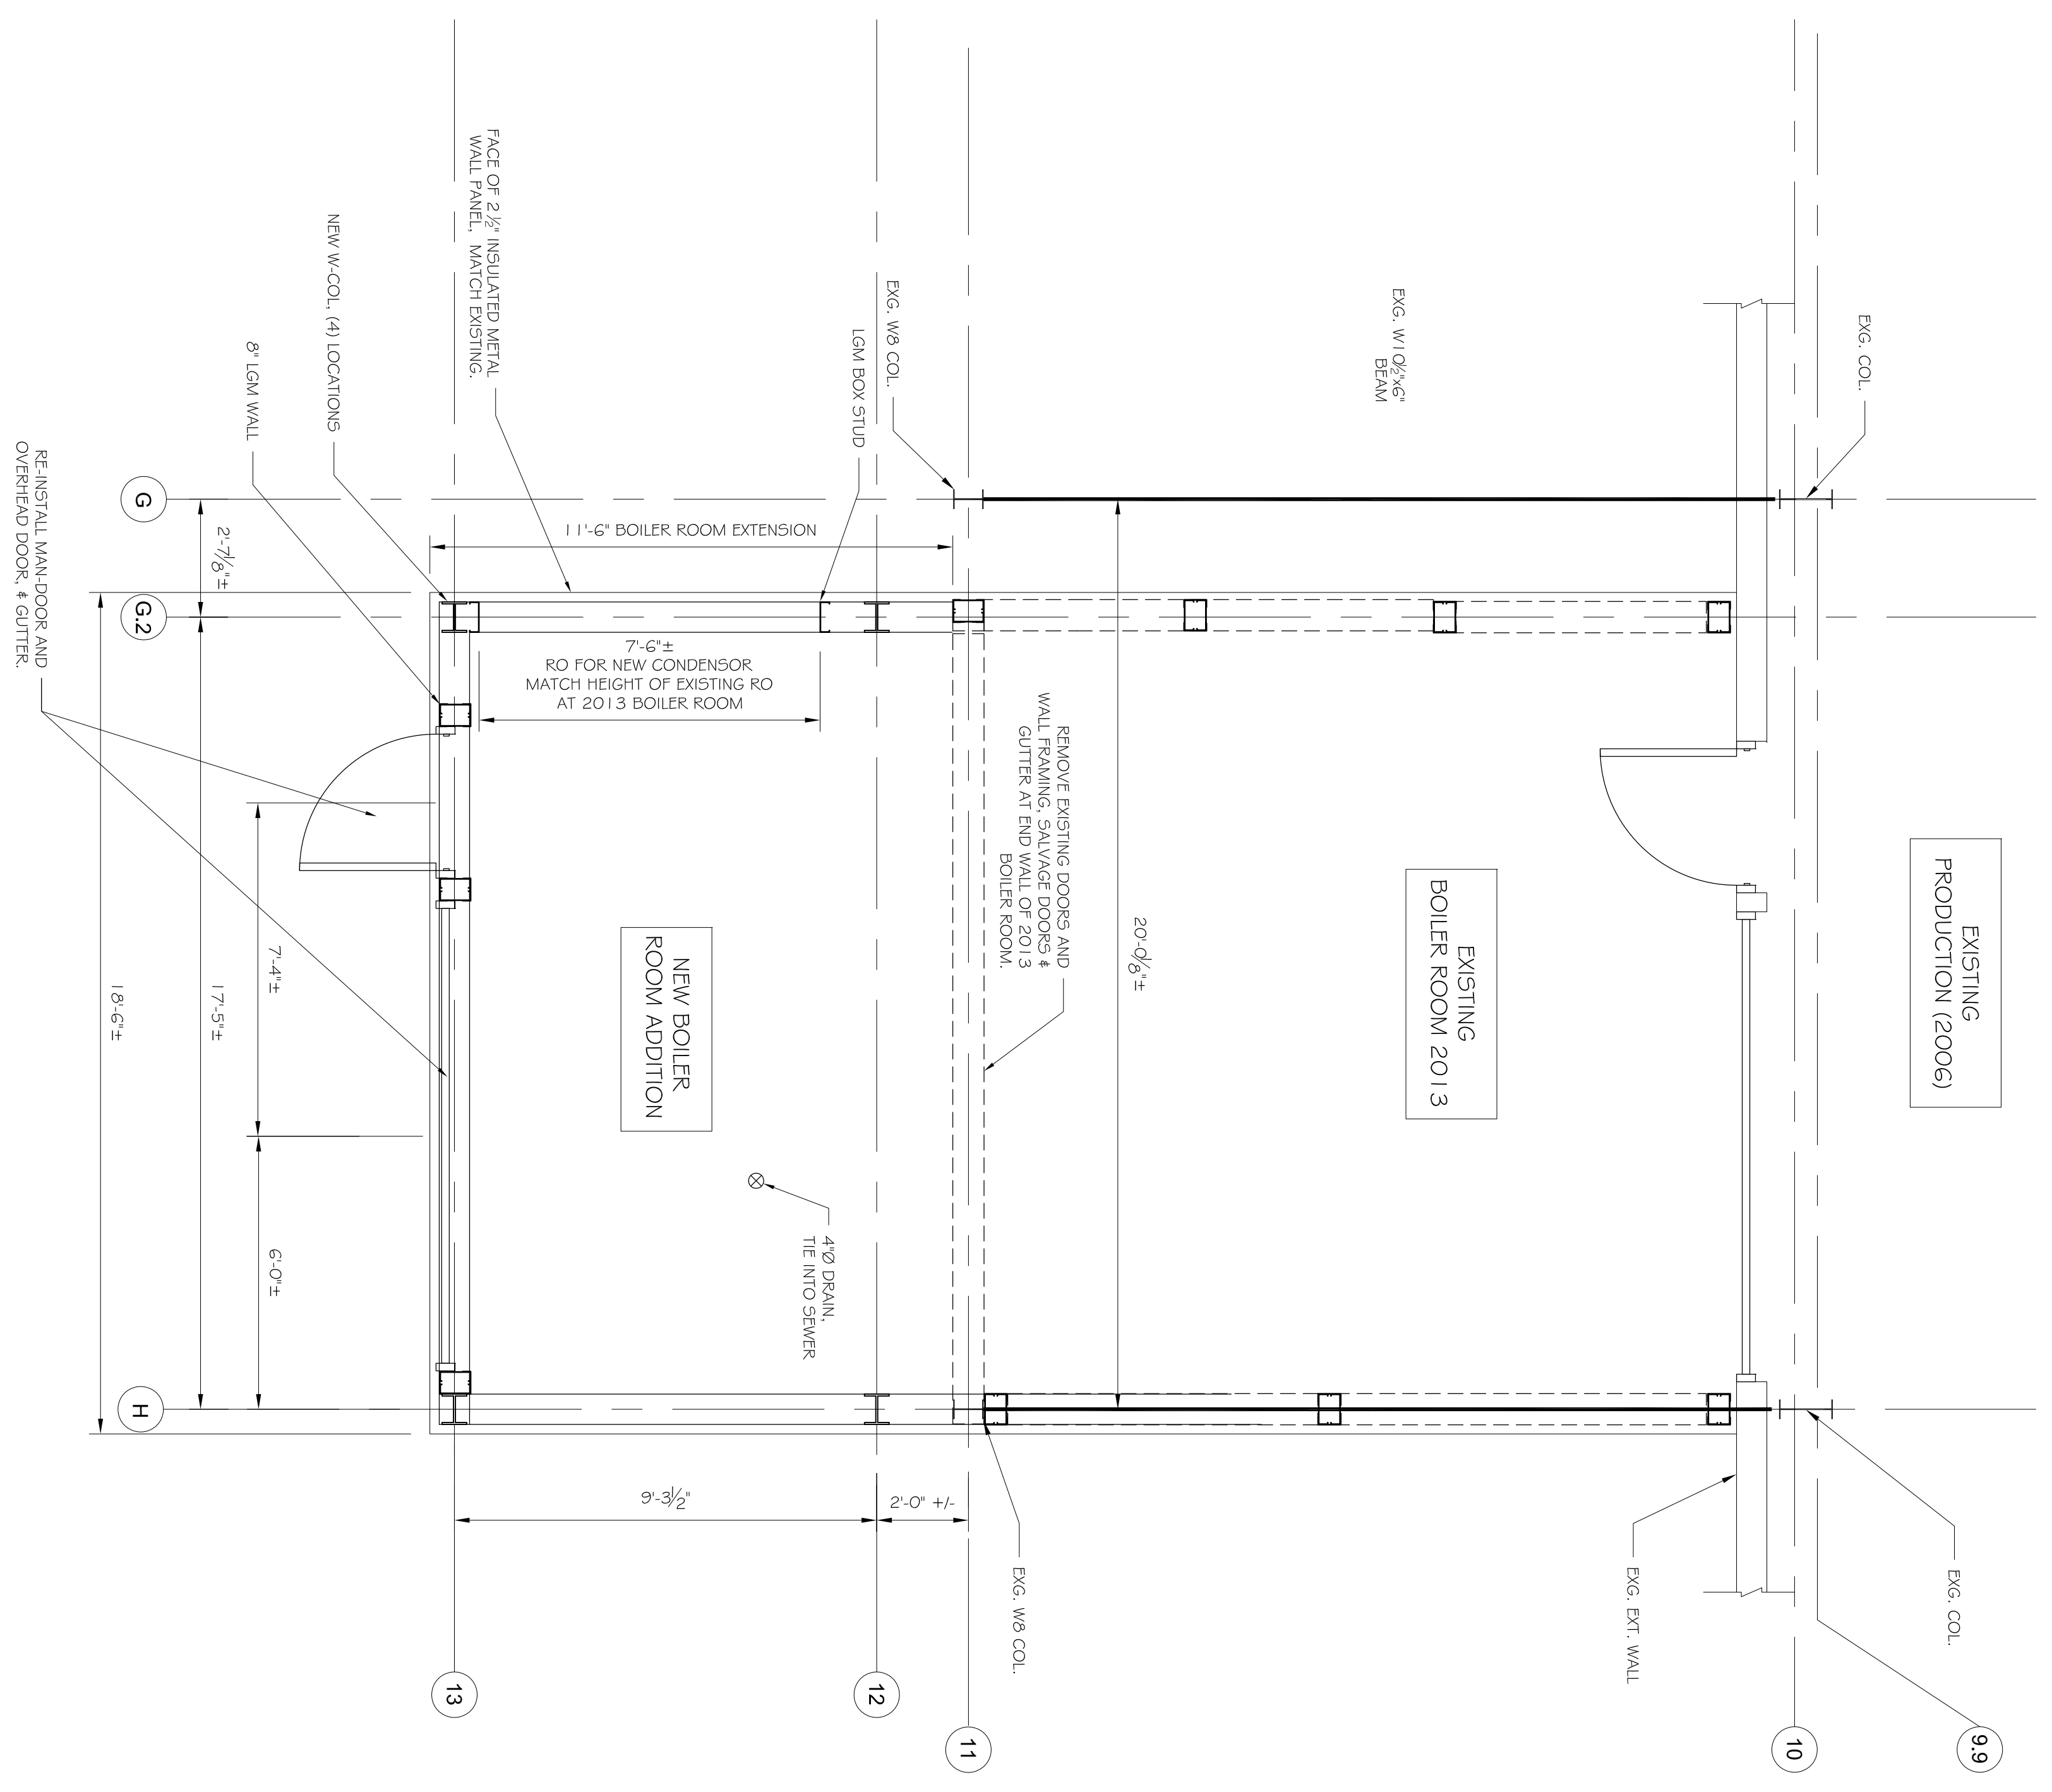 EXISTING
PRODUCTION (2006)
EXG. COL.
EXG. COL.
9.9
10
EXG. W10½"x6"
BEAM
EXISTING
BOILER ROOM 2013
EXG. EXT. WALL
20'-0⅛"±
REMOVE EXISTING DOORS AND
WALL FRAMING, SALVAGE DOORS &
GUTTER AT END WALL OF 2013
BOILER ROOM.
EXG. W8 COL.
11
EXG. W8 COL.
LGM BOX STUD
2'-0" +/-
12
4"Ø DRAIN,
TIE INTO SEWER
11'-6" BOILER ROOM EXTENSION
7'-6"±
RO FOR NEW CONDENSOR
MATCH HEIGHT OF EXISTING RO
AT 2013 BOILER ROOM
NEW BOILER
ROOM ADDITION
9'-3½"
FACE OF 2½" INSULATED METAL
WALL PANEL, MATCH EXISTING.
13
NEW W-COL, (4) LOCATIONS
8" LGM WALL
7'-4"±
6'-0"±
2'-7⅛"±
17'-5"±
18'-6"±
G
G.2
H
RE-INSTALL MAN-DOOR AND
OVERHEAD DOOR, & GUTTER.